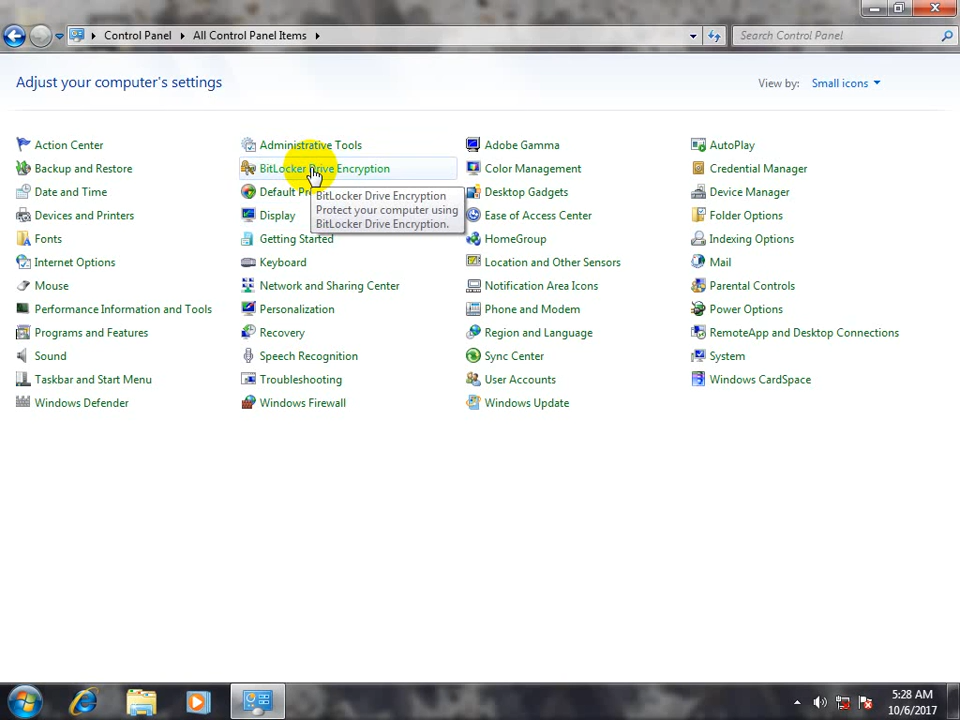 Control Panel
All Control Panel Items
Search Control Panel
Adjust your computer's settings
View by: Small icons
Action Center
Administrative Tools
Adobe Gamma
AutoPlay
Backup and Restore
BitLocker Drive Encryption
Color Management
Credential Manager
Date and Time
Default Pr
BitLocker Drive Encryption
Protect your computer using
BitLocker Drive Encryption.
Desktop Gadgets
Device Manager
Devices and Printers
Display
Ease of Access Center
Folder Options
Fonts
Getting Started
HomeGroup
Indexing Options
Internet Options
Keyboard
Location and Other Sensors
Mail
Mouse
Network and Sharing Center
Notification Area Icons
Parental Controls
Performance Information and Tools
Personalization
Phone and Modem
Power Options
Programs and Features
Recovery
Region and Language
RemoteApp and Desktop Connections
Sound
Speech Recognition
Sync Center
System
Taskbar and Start Menu
Troubleshooting
User Accounts
Windows CardSpace
Windows Defender
Windows Firewall
Windows Update
5:28 AM
10/6/2017